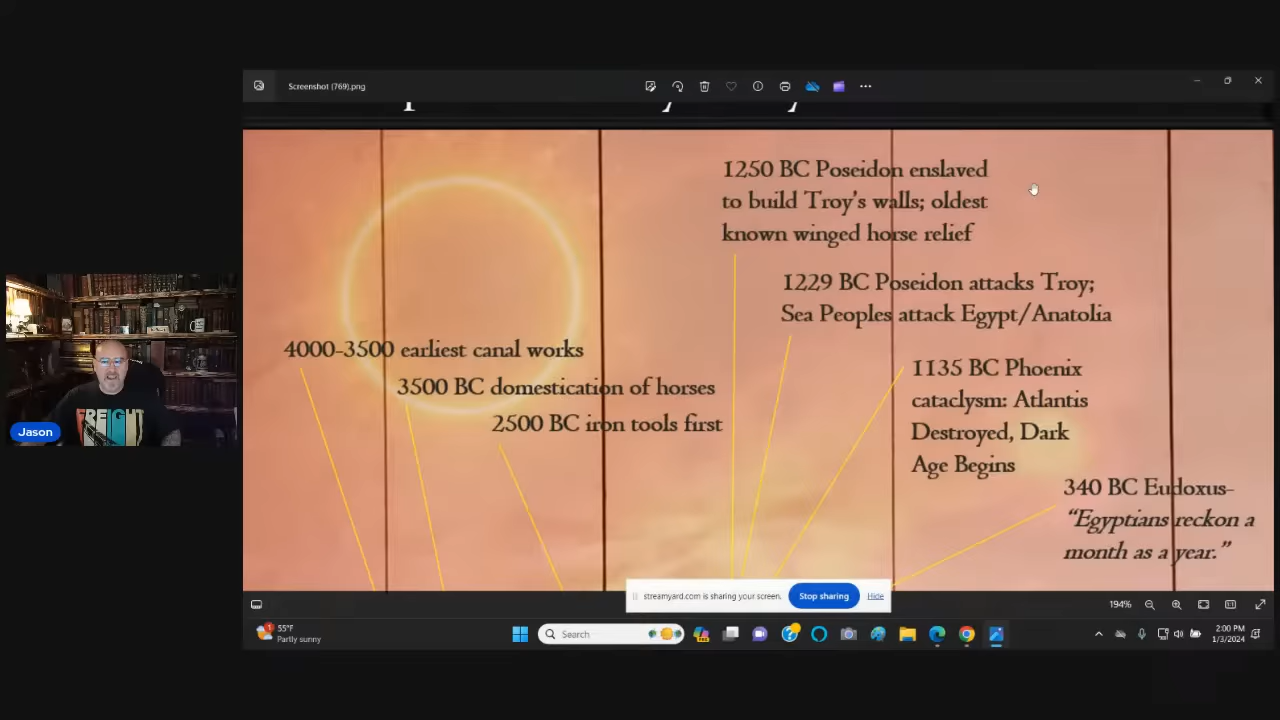 Screenshot (769).png
1250 BC Poseidon enslaved
to build Troy's walls; oldest
known winged horse relief
1229 BC Poseidon attacks Troy;
Sea Peoples attack Egypt/Anatolia
4000-3500 earliest canal works
3500 BC domestication of horses
2500 BC iron tools first
1135 BC Phoenix
cataclysm: Atlantis
Destroyed, Dark
Age Begins
340 BC Eudoxus-
“Egyptians reckon a
month as a year.”
FREIGHT
Jason
streamyard.com is sharing your screen.
Stop sharing
Hide
194%
55°F
Partly sunny
Search
2:00 PM
1/3/2024